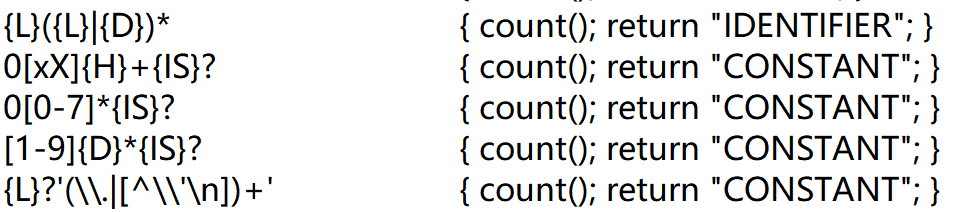 {L}({L}|{D})* { count(); return "IDENTIFIER"; }
0[xX]{H}+{IS}? { count(); return "CONSTANT"; }
0[0-7]*{IS}? { count(); return "CONSTANT"; }
[1-9]{D}*{IS}? { count(); return "CONSTANT"; }
{L}?'(\\.|[^\\'\n])+' { count(); return "CONSTANT"; }